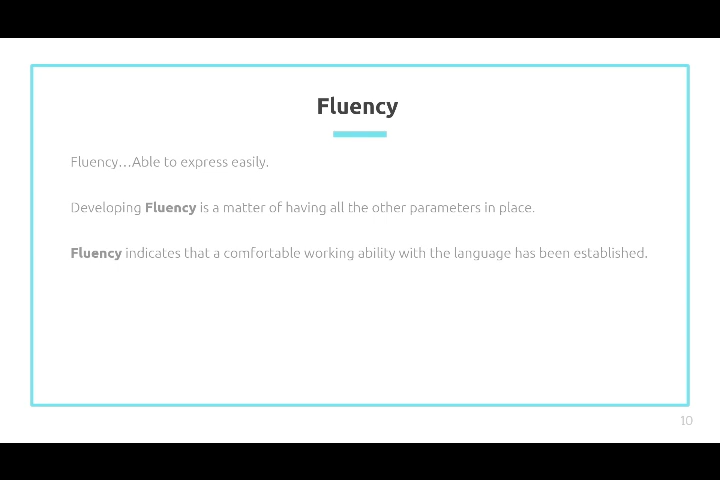 Fluency
Fluency...Able to express easily.
Developing Fluency is a matter of having all the other parameters in place.
Fluency indicates that a comfortable working ability with the language has been established.
10